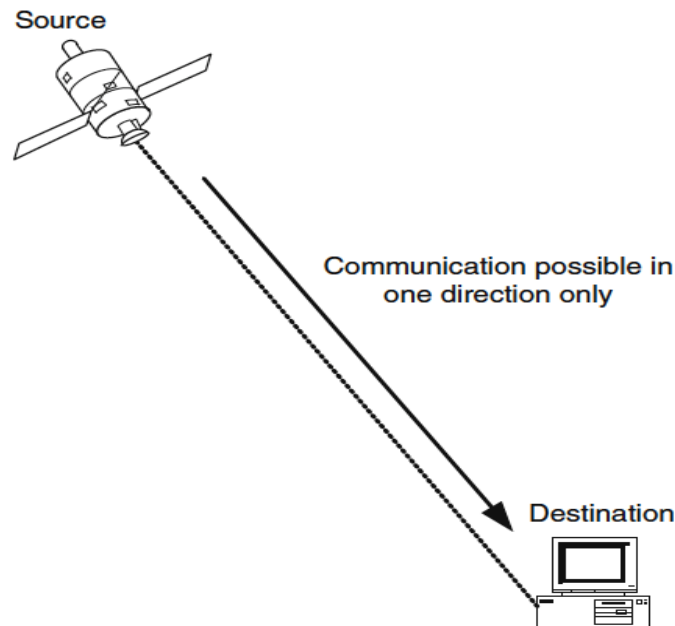 Source
Communication possible in
one direction only
Destination